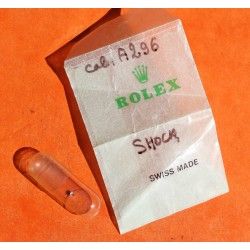 cal. A296
ROLEX
SHOCK
SWISS MADE